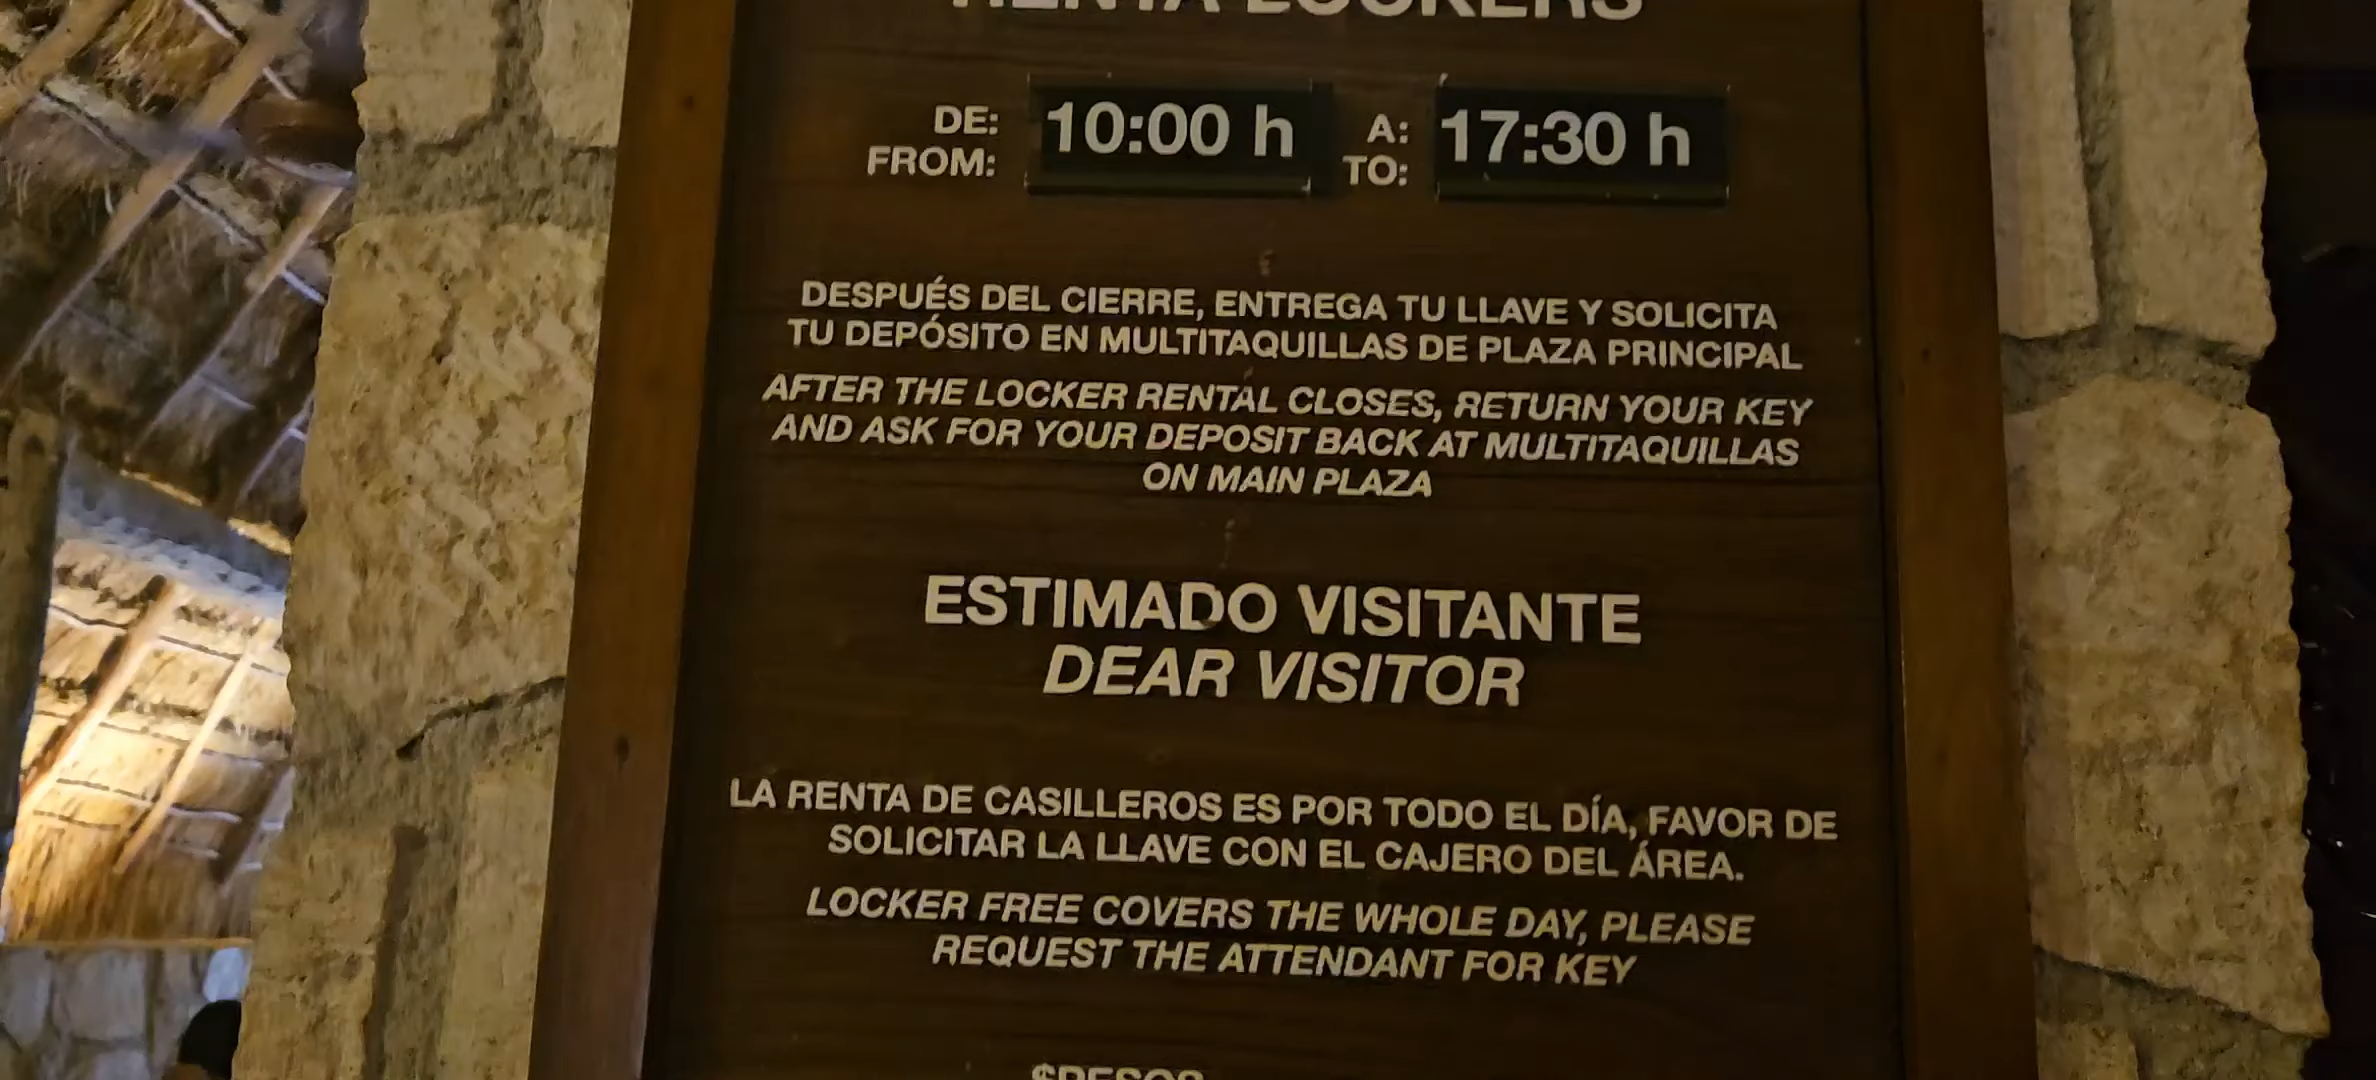 RENTA LOCKERS
DE: 10:00 h A: 17:30 h
FROM: TO:
DESPUÉS DEL CIERRE, ENTREGA TU LLAVE Y SOLICITA
TU DEPÓSITO EN MULTITAQUILLAS DE PLAZA PRINCIPAL
AFTER THE LOCKER RENTAL CLOSES, RETURN YOUR KEY
AND ASK FOR YOUR DEPOSIT BACK AT MULTITAQUILLAS
ON MAIN PLAZA
ESTIMADO VISITANTE
DEAR VISITOR
LA RENTA DE CASILLEROS ES POR TODO EL DÍA, FAVOR DE
SOLICITAR LA LLAVE CON EL CAJERO DEL ÁREA.
LOCKER FREE COVERS THE WHOLE DAY, PLEASE
REQUEST THE ATTENDANT FOR KEY
$PESOS